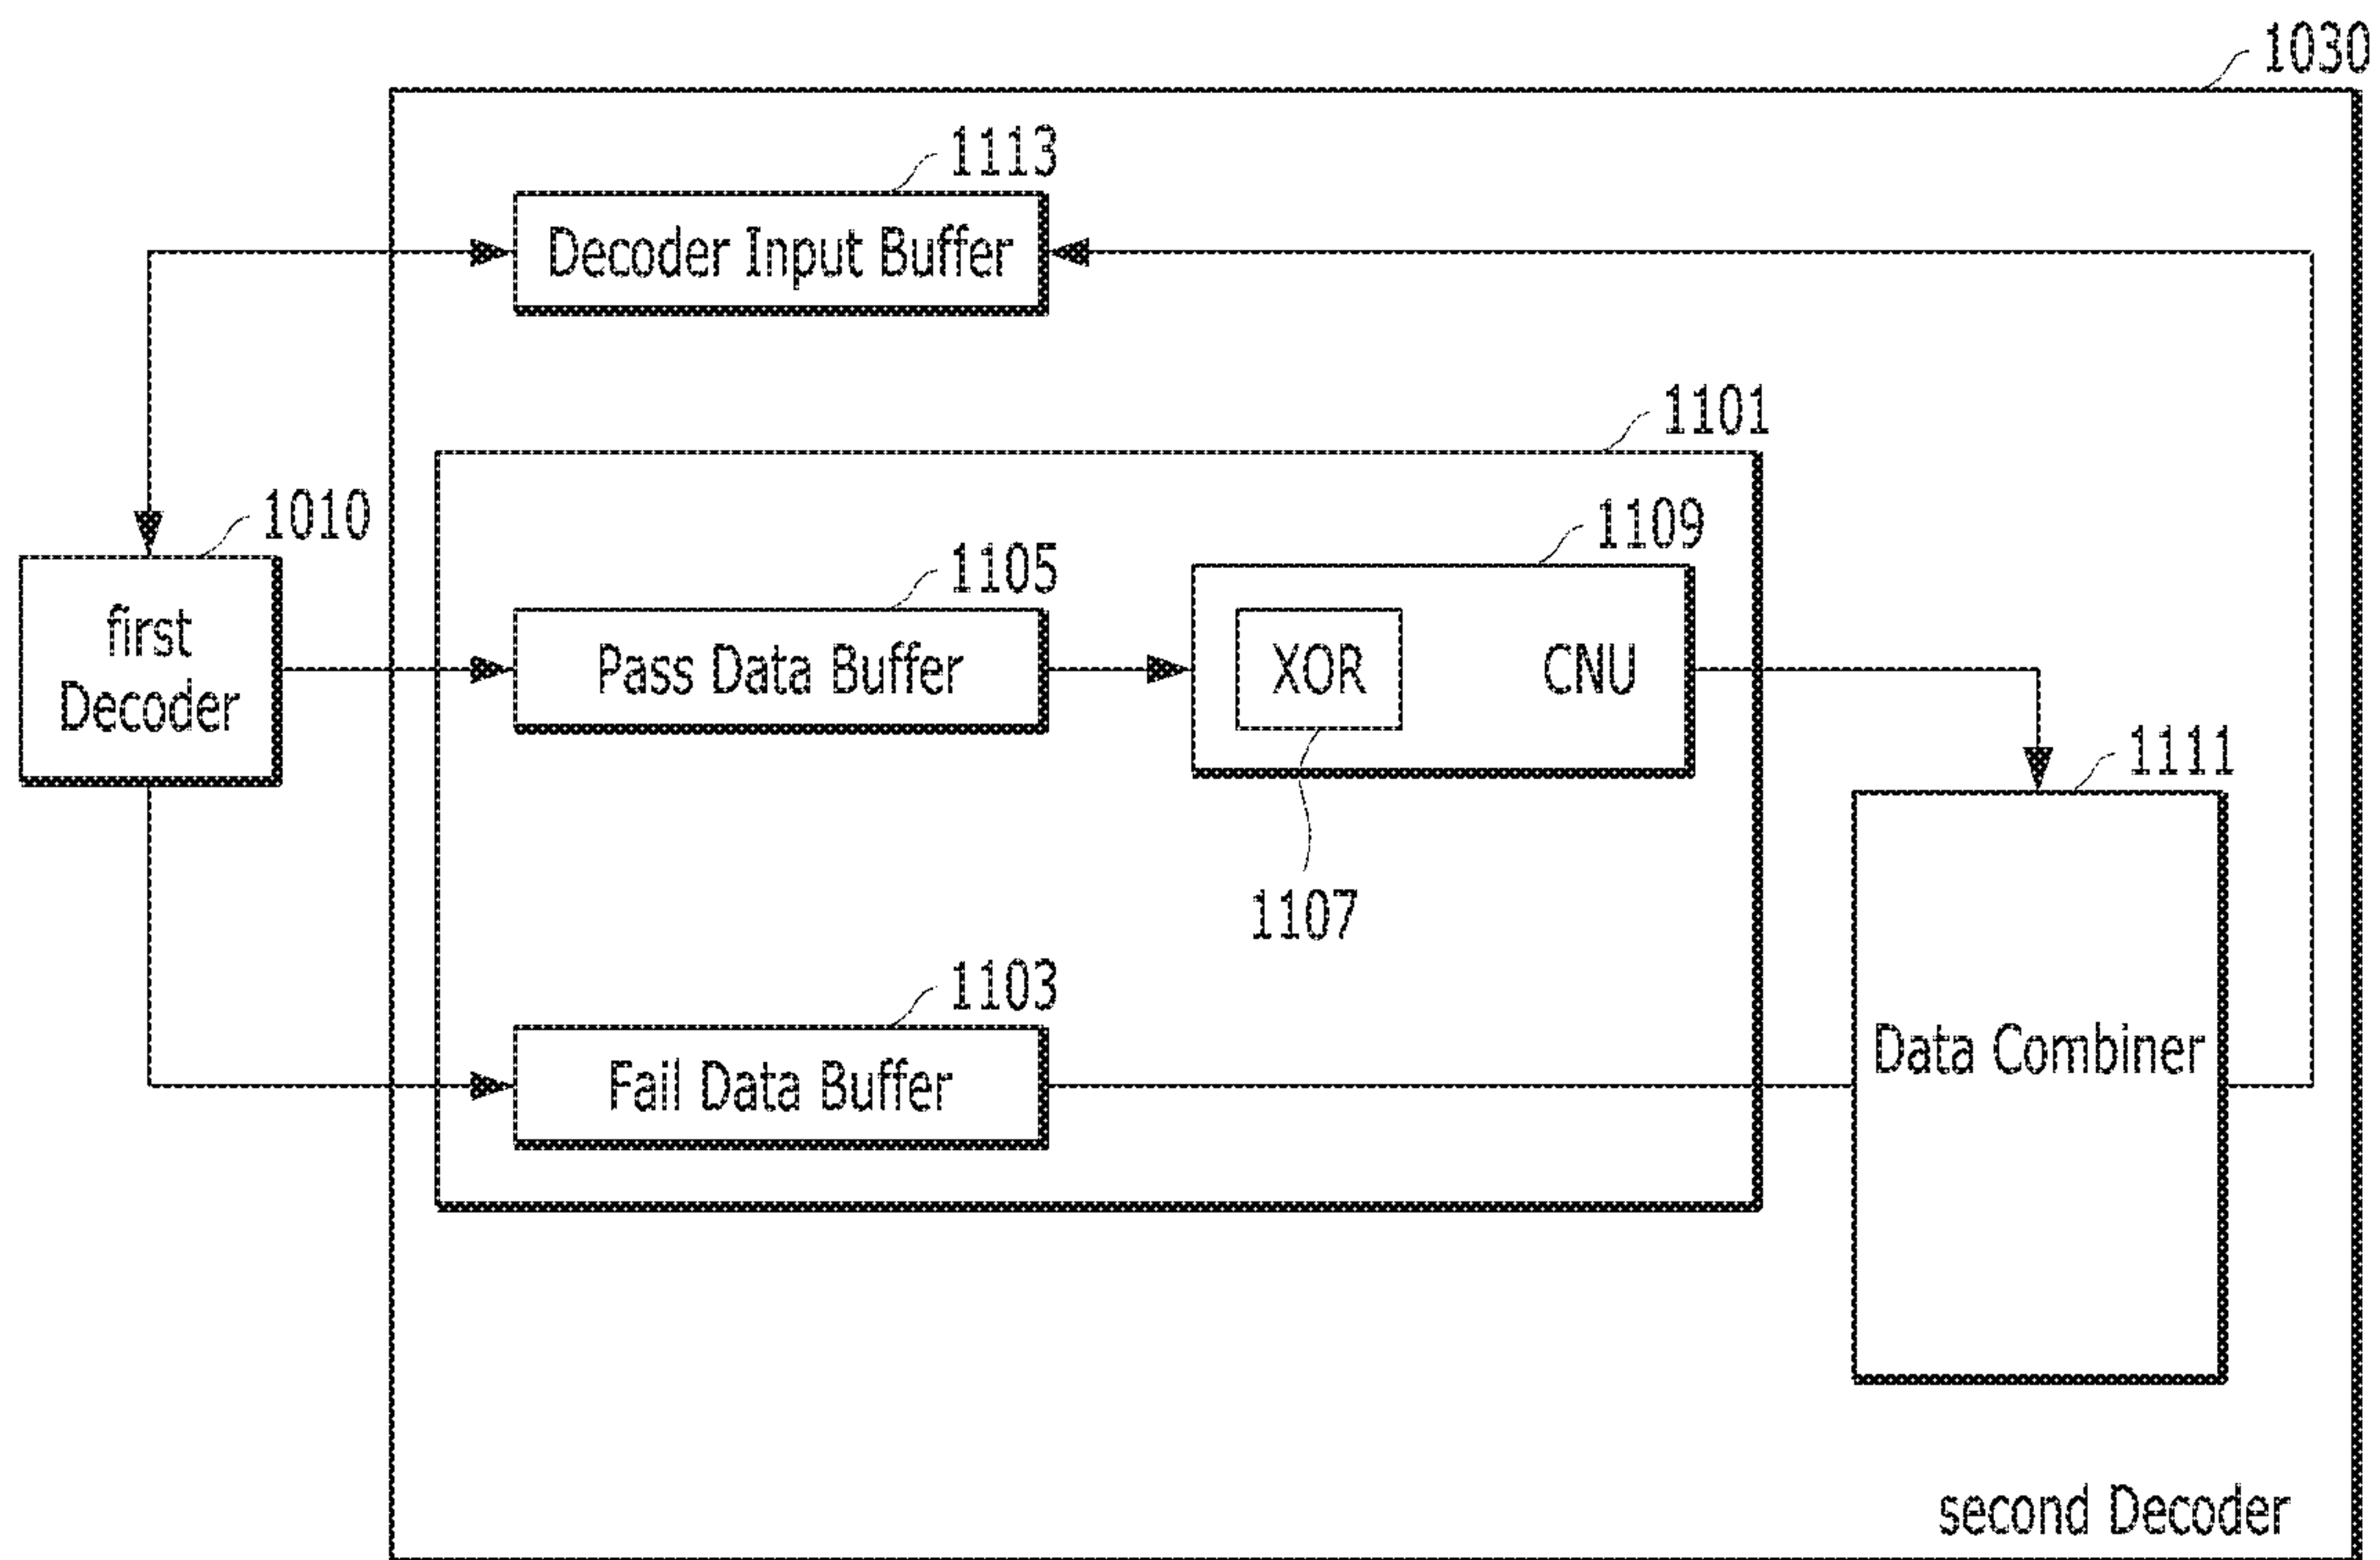 1030
1113
Decoder Input Buffer
1101
1010
1109
1105
first
Decoder
Pass Data Buffer
XOR
CNU
1111
1107
1103
Data Combiner
Fail Data Buffer
second Decoder